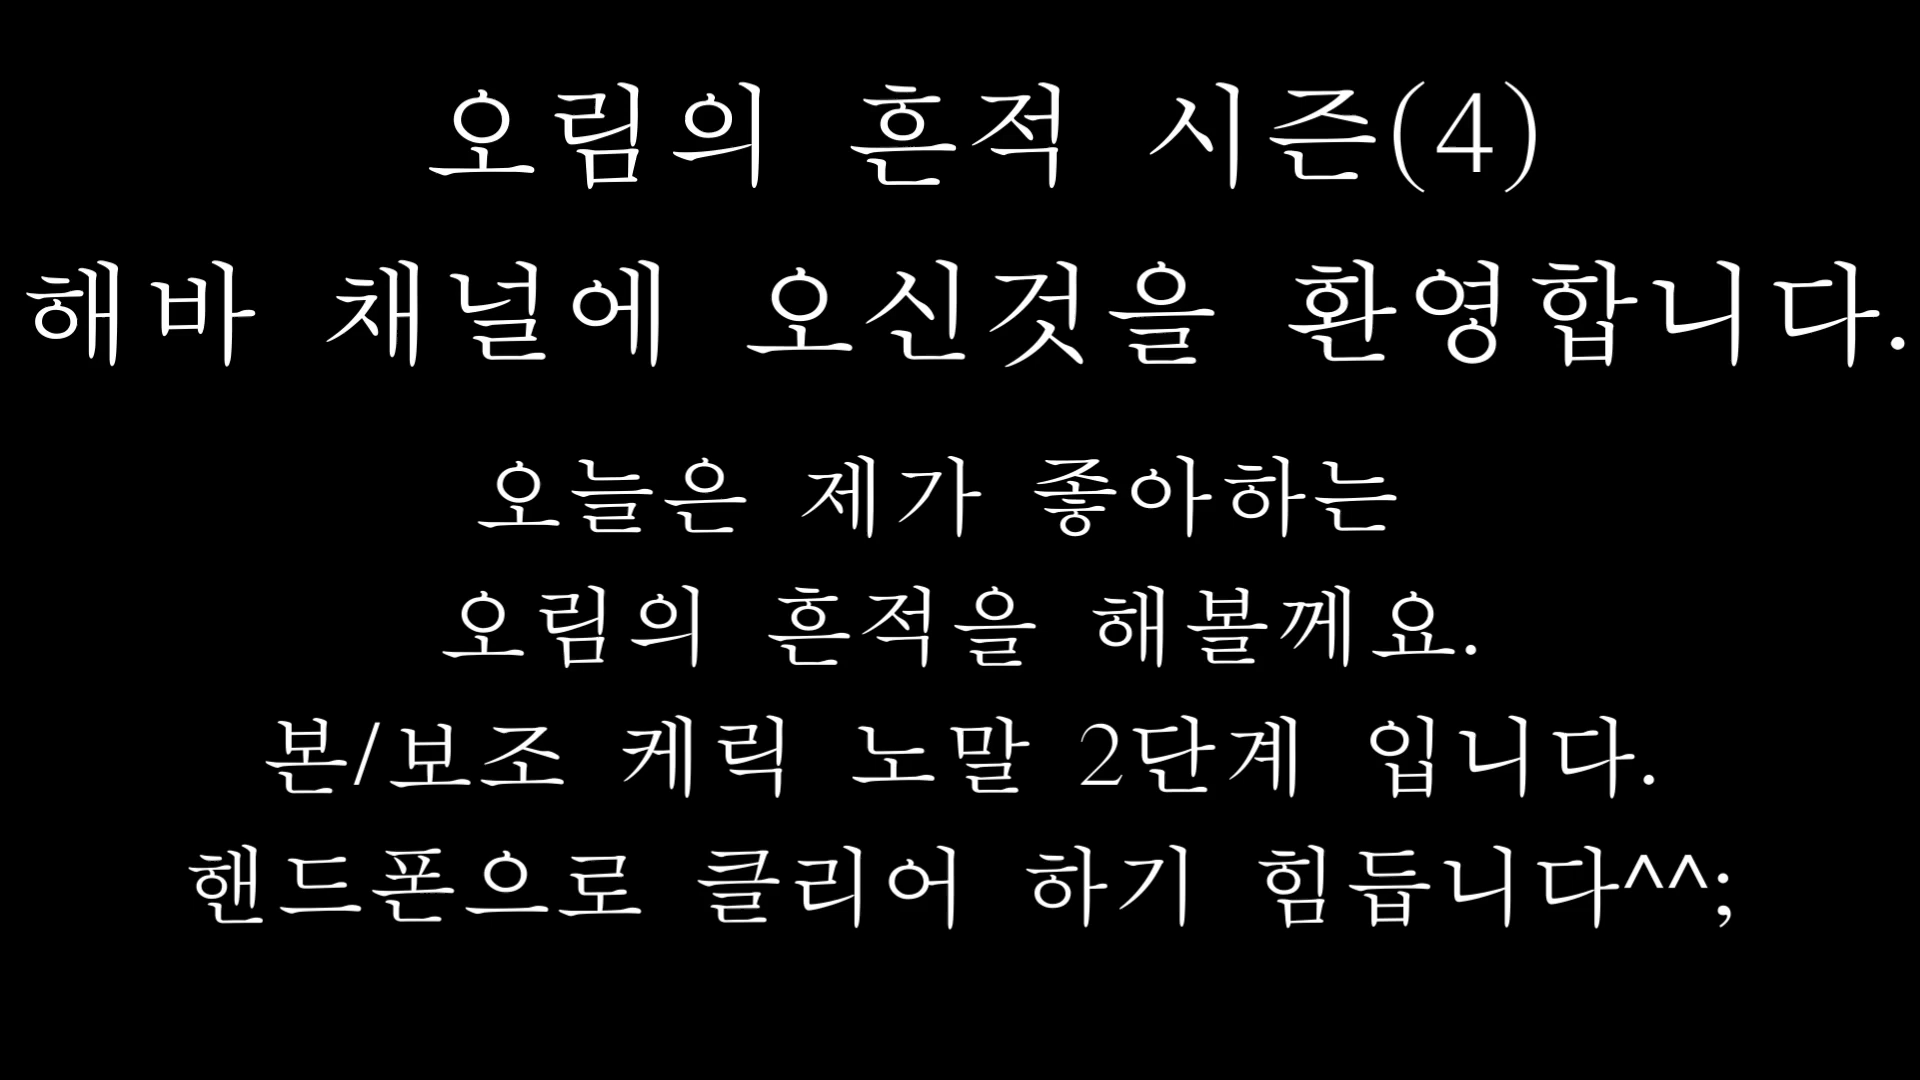 오림의 흔적 시즌(4)
해바 채널에 오신것을 환영합니다.
오늘은 제가 좋아하는
오림의 흔적을 해볼께요.
본/보조 케릭 노말 2단계 입니다.
핸드폰으로 클리어 하기 힘듭니다^^;